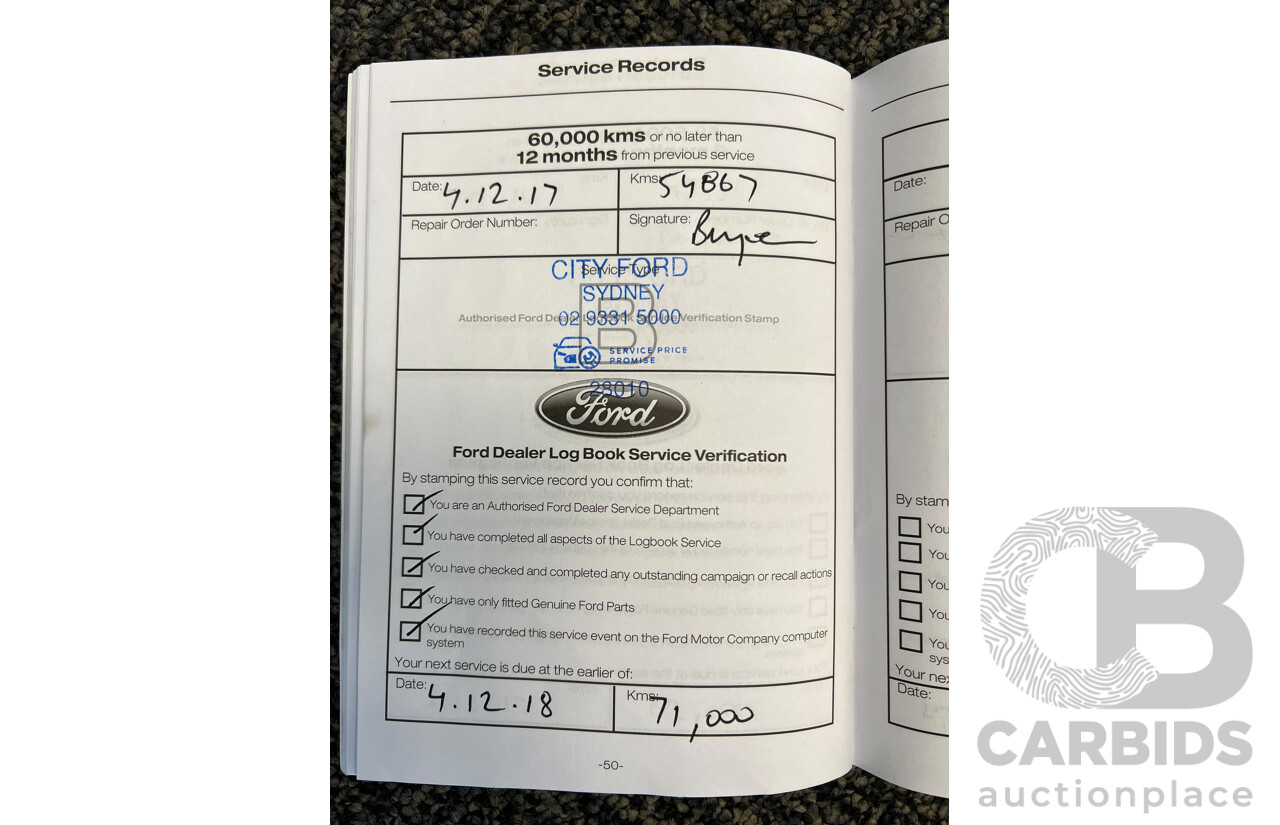 Service Records
60,000 kms or no later than
12 months from previous service
Date: 4.12.17
Kms: 54867
Repair Order Number:
Signature:
Service Type
CITY FORD
SYDNEY
B
Authorised Ford Dealer Log Book Service Verification Stamp
02 9331 5000
SERVICE PRICE
PROMISE
28010
Ford
Ford Dealer Log Book Service Verification
By stamping this service record you confirm that:
You are an Authorised Ford Dealer Service Department
You have completed all aspects of the Logbook Service
You have checked and completed any outstanding campaign or recall actions
You have only fitted Genuine Ford Parts
You have recorded this service event on the Ford Motor Company computer
system
Your next service is due at the earlier of:
Date: 4.12.18
Kms: 71,000
-50-
Date:
Repair O
By stam
You
You
You
You
You
sys
Your ne
Date:
CB
CARBIDS
auctionplace